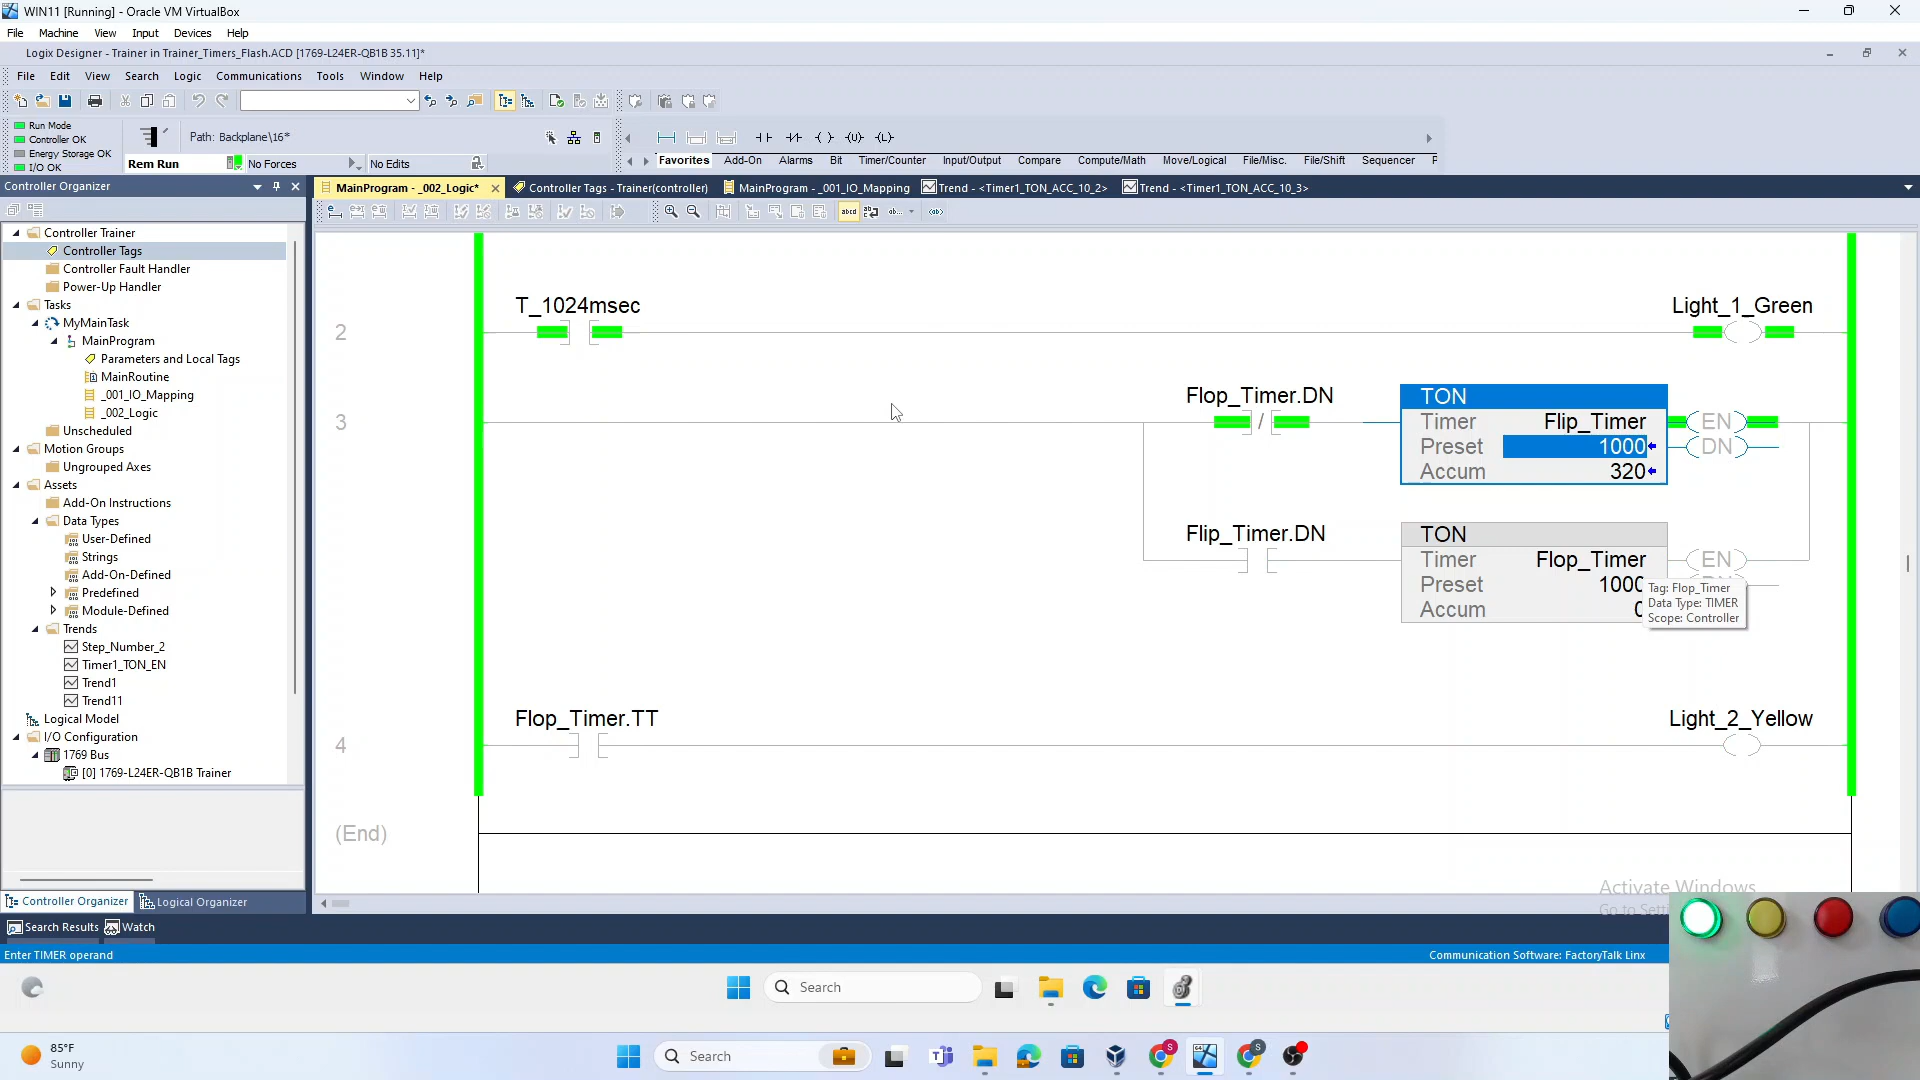 WIN11 [Running] - Oracle VM VirtualBox
File Machine View Input Devices Help
Logix Designer - Trainer in Trainer_Timers_Flash.ACD [1769-L24ER-QB1B 35.11]*
File Edit View Search Logic Communications Tools Window Help
Run Mode
Controller OK
Energy Storage OK
I/O OK
Path: Backplane\16*
Rem Run No Forces No Edits
Favorites Add-On Alarms Bit Timer/Counter Input/Output Compare Compute/Math Move/Logical File/Misc. File/Shift Sequencer P
Controller Organizer
MainProgram - _002_Logic* Controller Tags - Trainer(controller) MainProgram - _001_IO_Mapping Trend - <Timer1_TON_ACC_10_2> Trend - <Timer1_TON_ACC_10_3>
Controller Trainer
Controller Tags
Controller Fault Handler
Power-Up Handler
Tasks
MyMainTask
MainProgram
Parameters and Local Tags
MainRoutine
_001_IO_Mapping
_002_Logic
Unscheduled
Motion Groups
Ungrouped Axes
Assets
Add-On Instructions
Data Types
User-Defined
Strings
Add-On-Defined
Predefined
Module-Defined
Trends
Step_Number_2
Timer1_TON_EN
Trend1
Trend11
Logical Model
I/O Configuration
1769 Bus
[0] 1769-L24ER-QB1B Trainer
T_1024msec Light_1_Green
2
Flop_Timer.DN TON
3 Timer Flip_Timer EN
Preset 1000 DN
Accum 320
Flip_Timer.DN TON
Timer Flop_Timer EN
Preset 1000
Accum 0
Tag: Flop_Timer
Data Type: TIMER
Scope: Controller
Flop_Timer.TT Light_2_Yellow
4
(End)
Activate Windows
Go to Setti
Controller Organizer Logical Organizer
Search Results Watch
Enter TIMER operand Communication Software: FactoryTalk Linx
Search
85°F
Sunny
Search